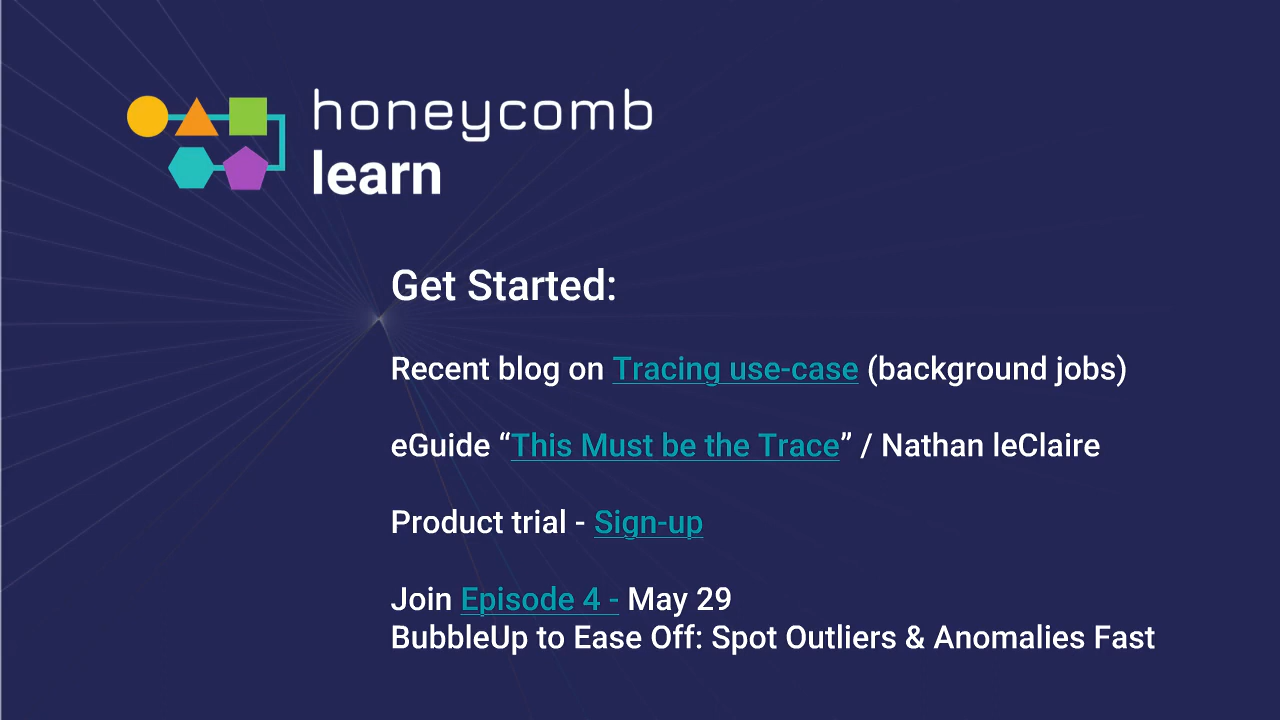 honeycomb
learn
Get Started:
Recent blog on Tracing use-case (background jobs)
eGuide “This Must be the Trace” / Nathan leClaire
Product trial - Sign-up
Join Episode 4 - May 29
BubbleUp to Ease Off: Spot Outliers & Anomalies Fast